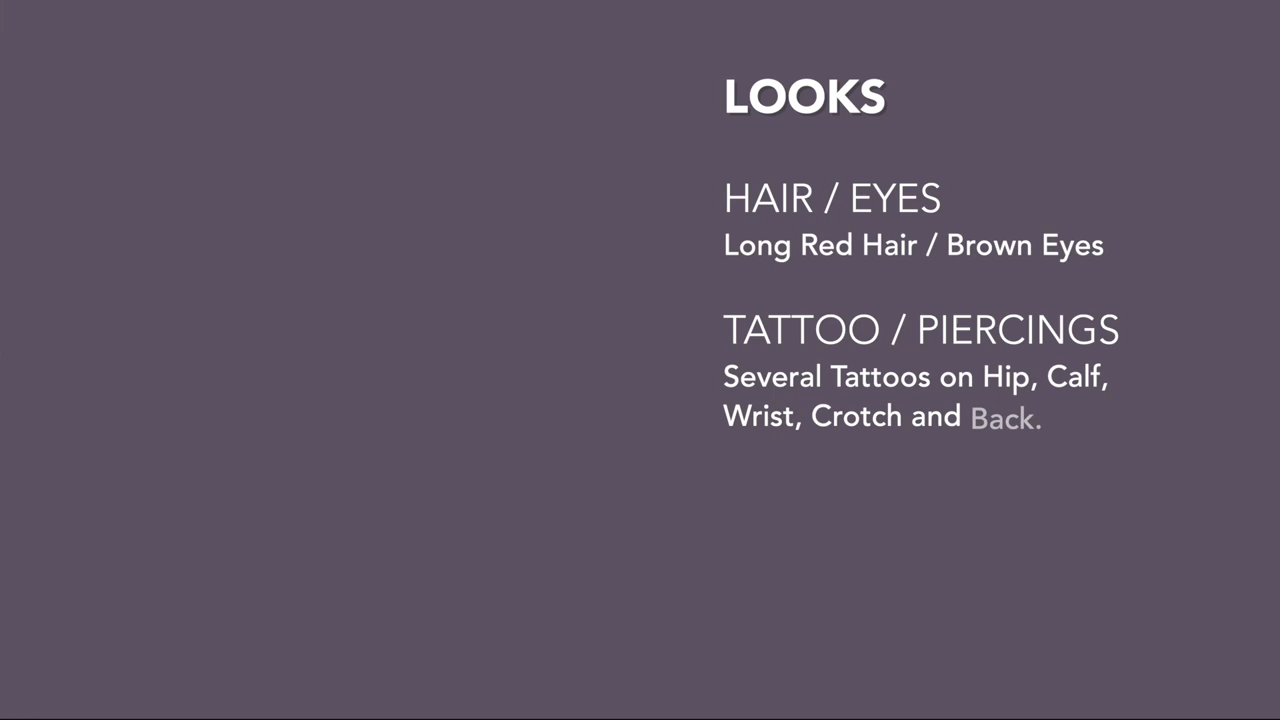 LOOKS
HAIR / EYES
Long Red Hair / Brown Eyes
TATTOO / PIERCINGS
Several Tattoos on Hip, Calf,
Wrist, Crotch and Back.